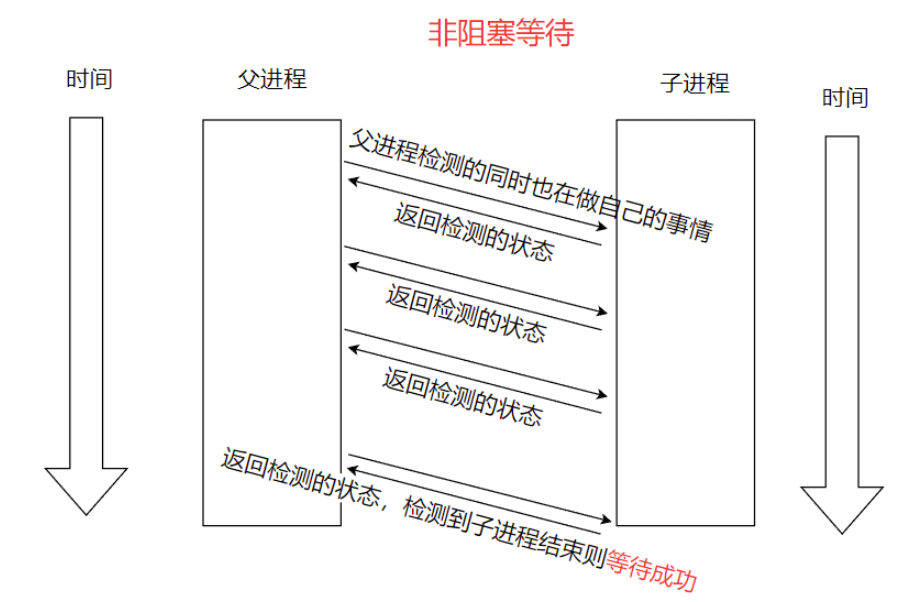 非阻塞等待
时间
父进程
子进程
时间
父进程检测的同时也在做自己的事情
返回检测的状态
返回检测的状态
返回检测的状态
返回检测的状态，检测到子进程结束则等待成功